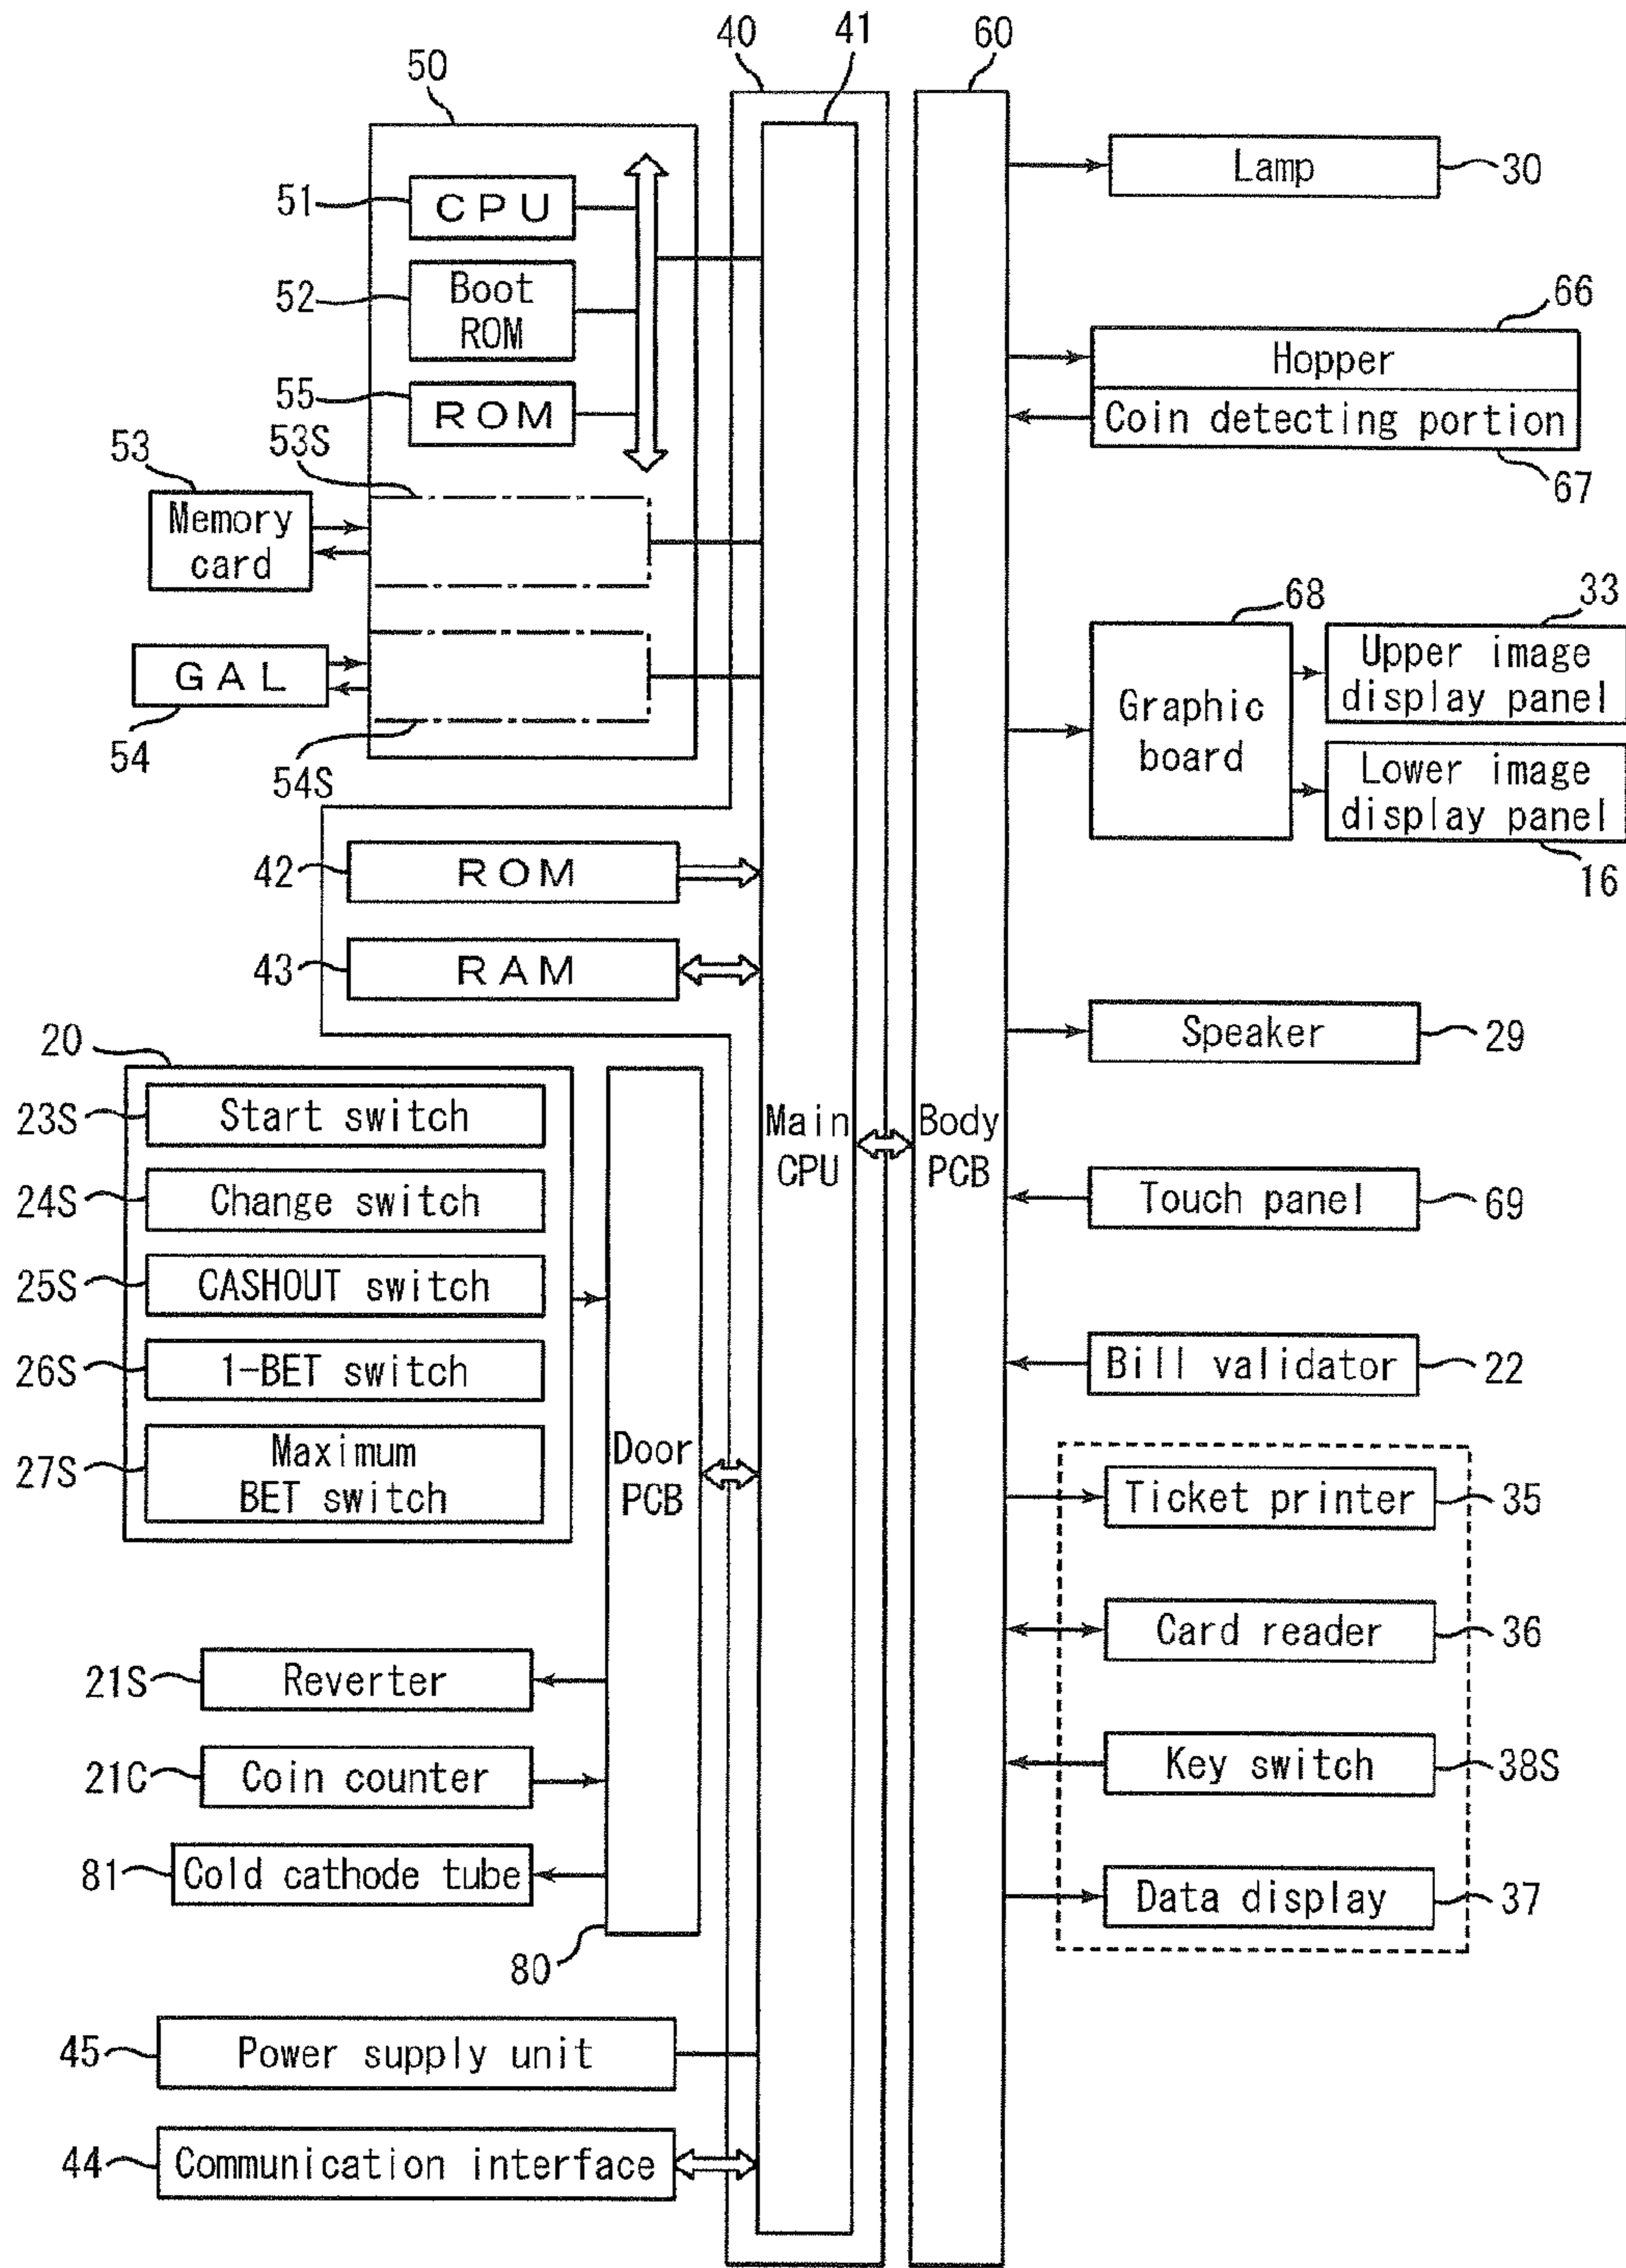 40
41
60
50
51
CPU
52
Boot
ROM
55
ROM
53S
53
Memory
card
GAL
54
54S
42
ROM
43
RAM
20
23S
Start switch
24S
Change switch
25S
CASHOUT switch
26S
1-BET switch
27S
Maximum
BET switch
Door
PCB
Main
CPU
Body
PCB
21S
Reverter
21C
Coin counter
81
Cold cathode tube
80
45
Power supply unit
44
Communication interface
Lamp
30
66
Hopper
Coin detecting portion
67
68
Graphic
board
33
Upper image
display panel
Lower image
display panel
16
Speaker
29
Touch panel
69
Bill validator
22
Ticket printer
35
Card reader
36
Key switch
38S
Data display
37